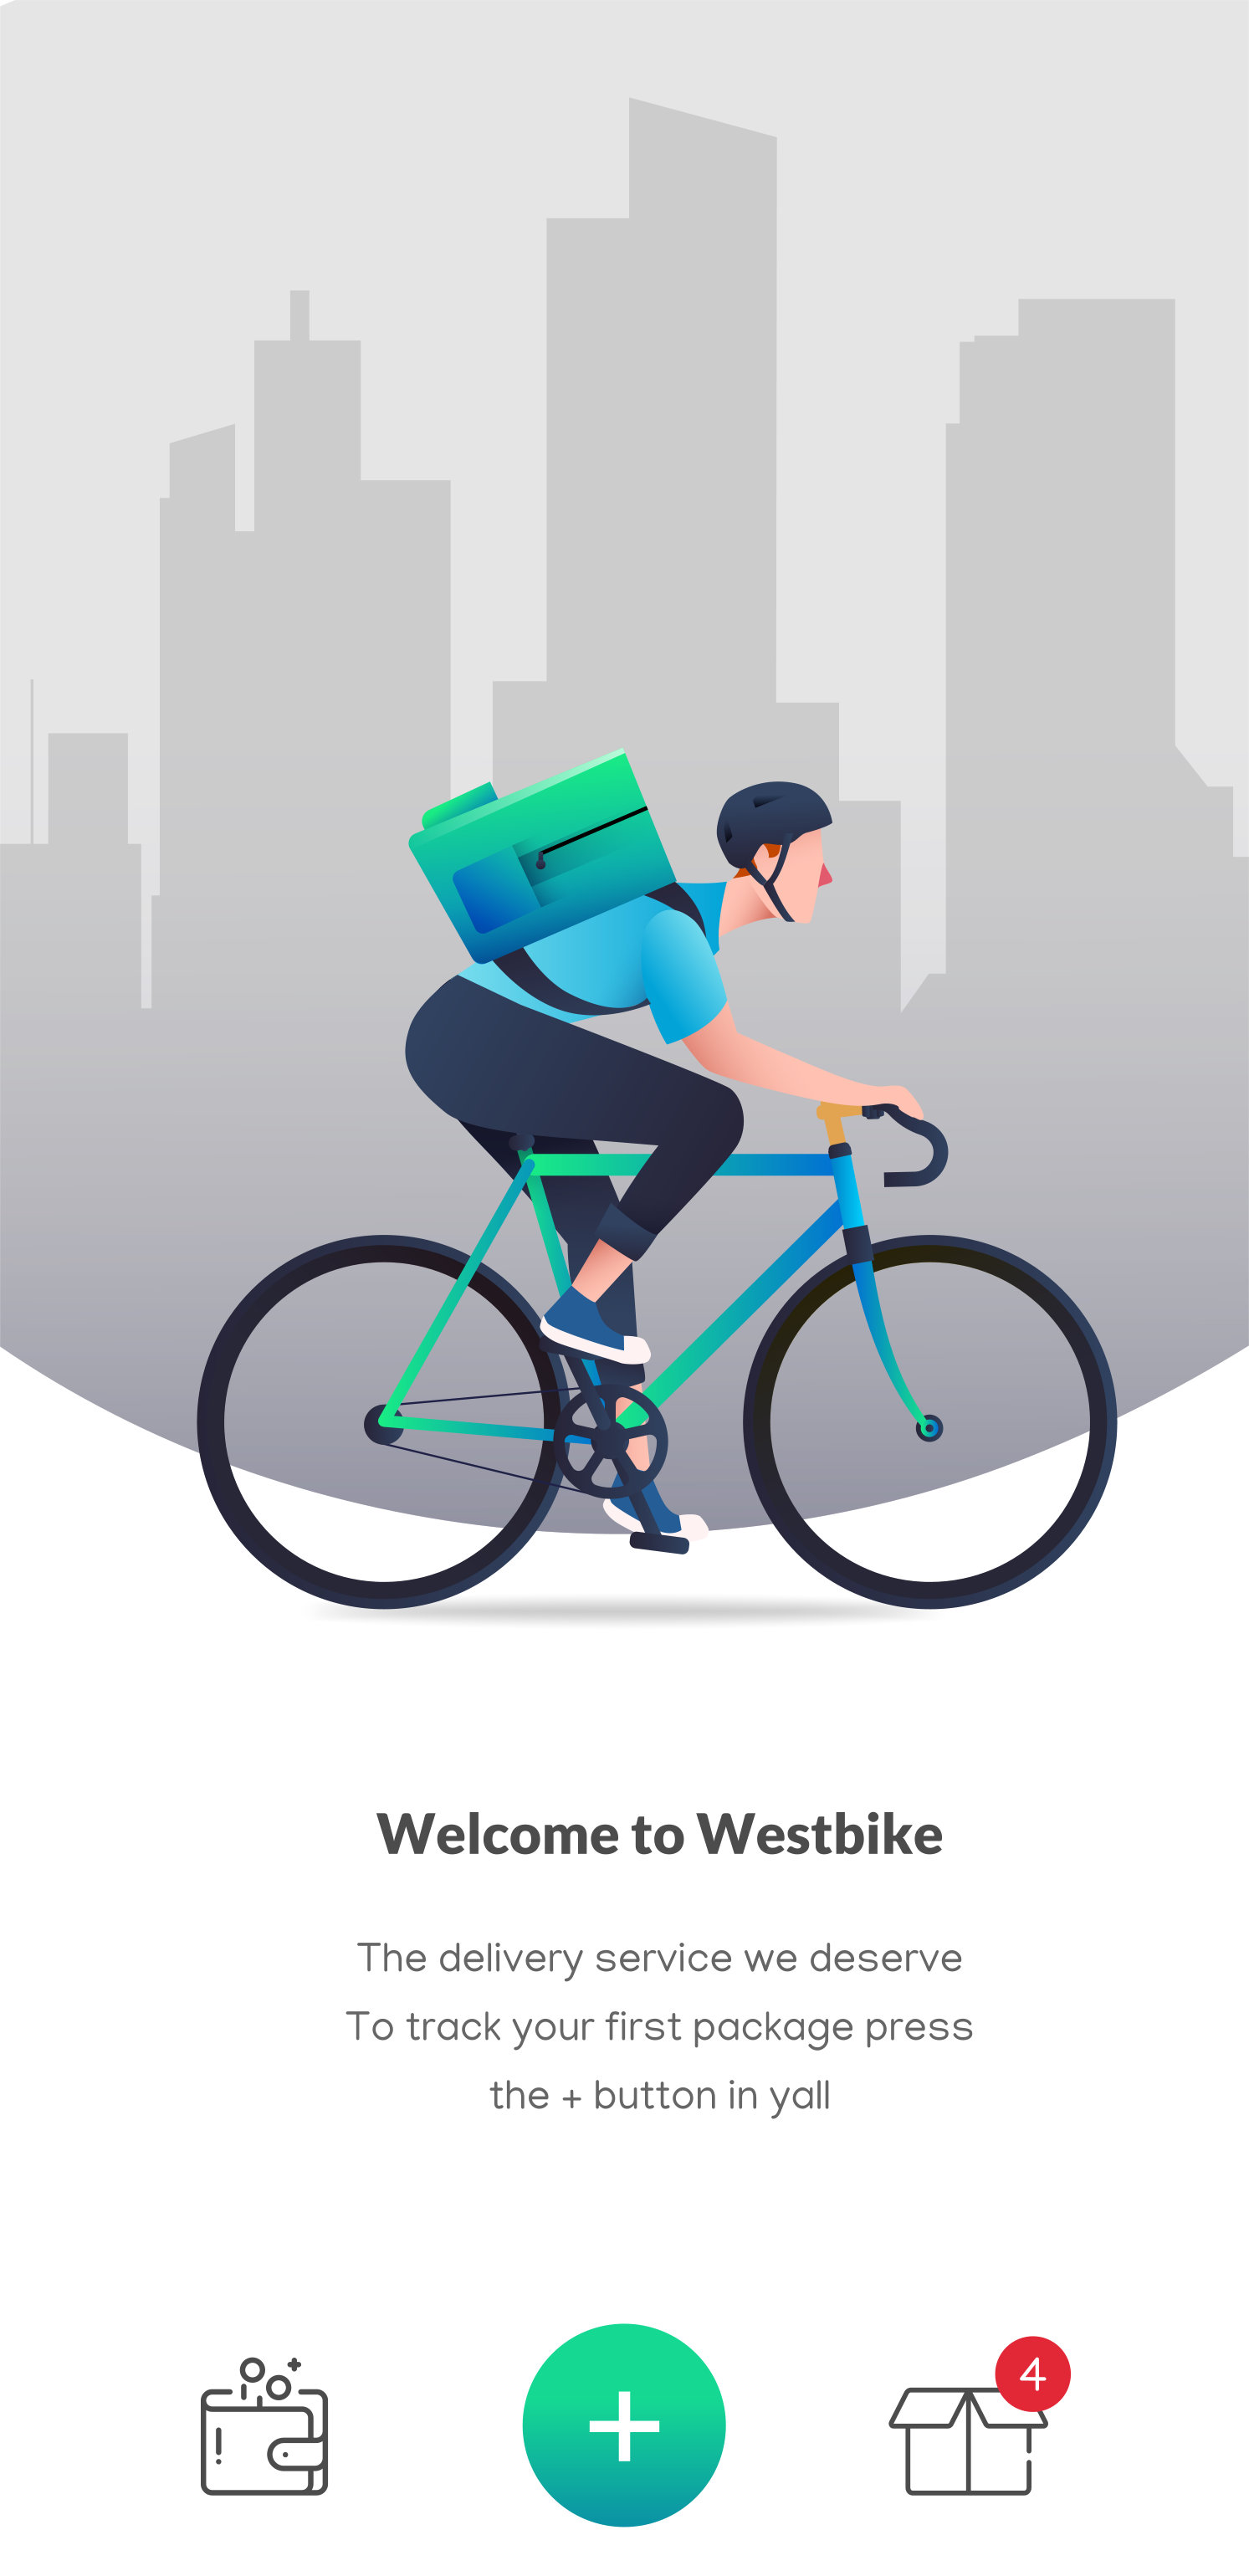 Welcome to Westbike
The delivery service we deserve
To track your first package press
the + button in yall
+
4